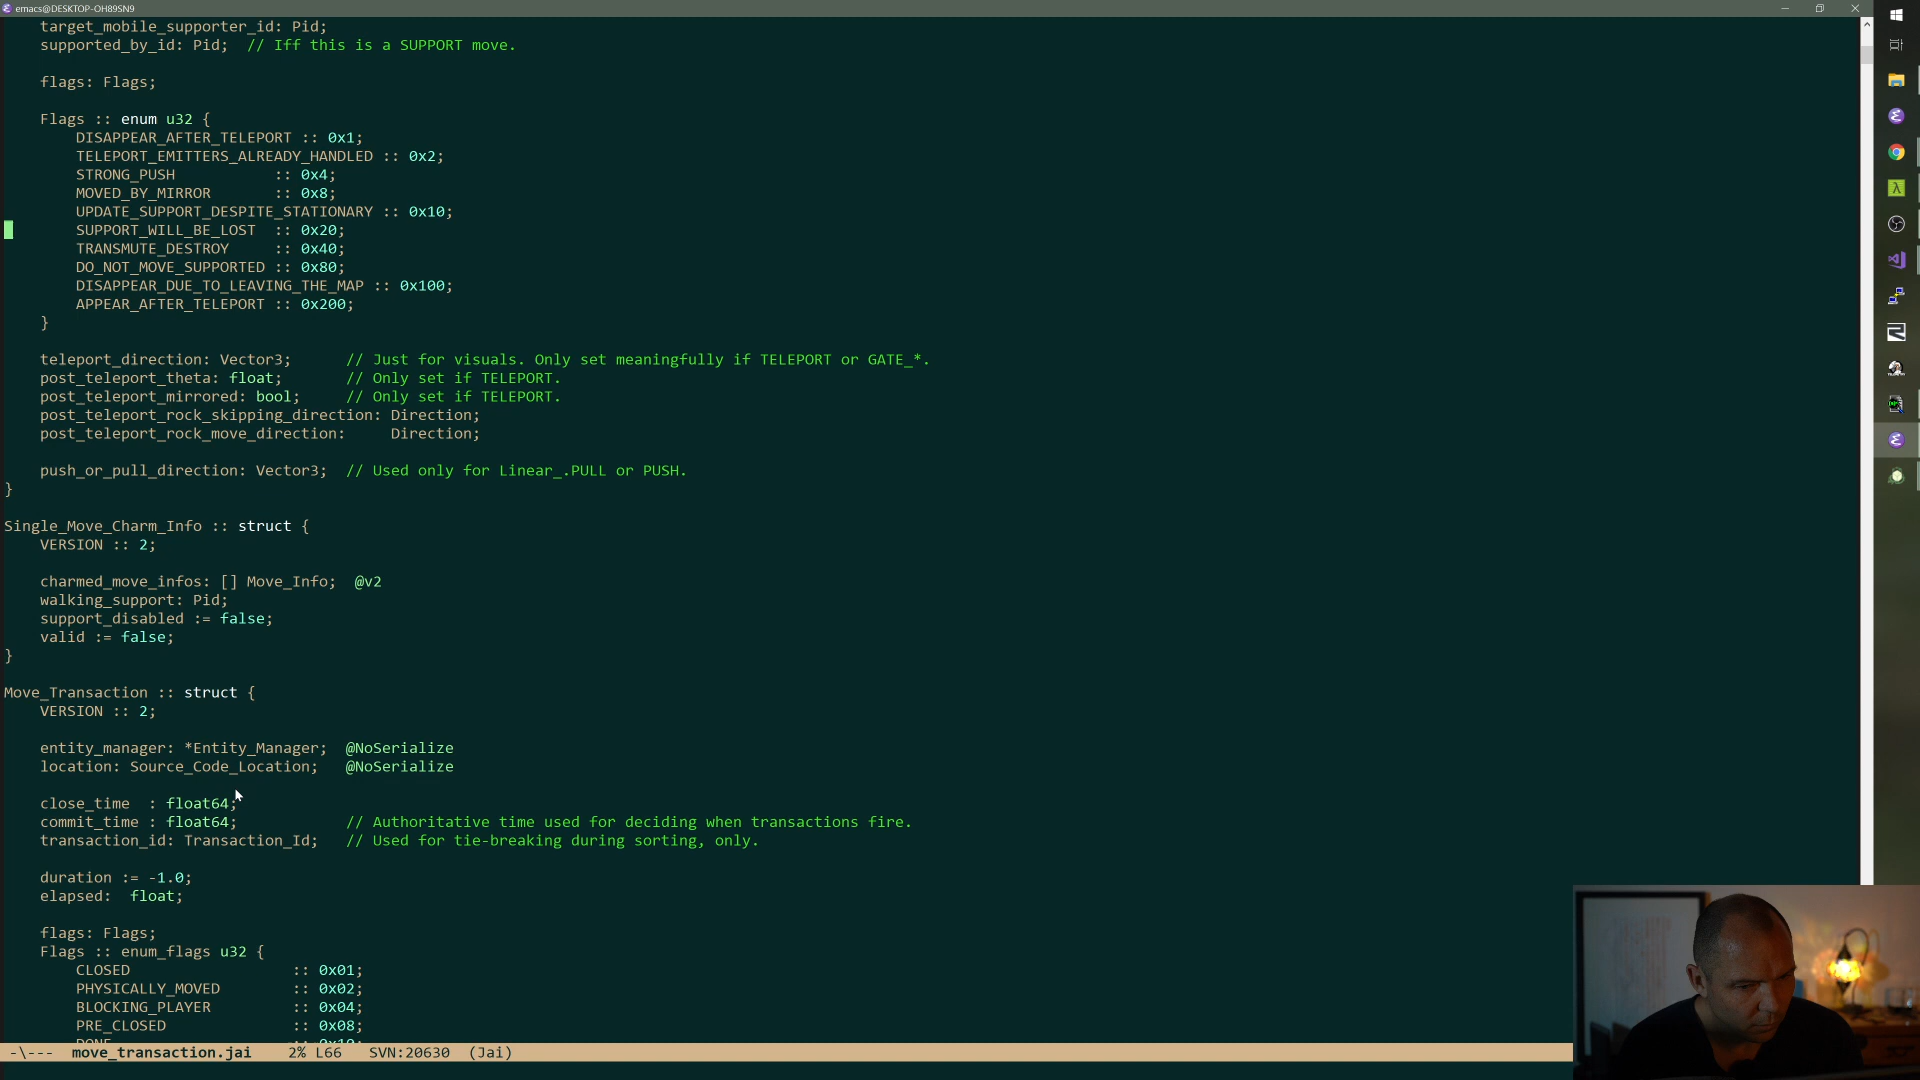 emacs@DESKTOP-OH89SN9
target_mobile_supporter_id: Pid;
supported_by_id: Pid;  // Iff this is a SUPPORT move.
flags: Flags;
Flags :: enum u32 {
DISAPPEAR_AFTER_TELEPORT :: 0x1;
TELEPORT_EMITTERS_ALREADY_HANDLED :: 0x2;
STRONG_PUSH           :: 0x4;
MOVED_BY_MIRROR       :: 0x8;
UPDATE_SUPPORT_DESPITE_STATIONARY :: 0x10;
SUPPORT_WILL_BE_LOST  :: 0x20;
TRANSMUTE_DESTROY     :: 0x40;
DO_NOT_MOVE_SUPPORTED :: 0x80;
DISAPPEAR_DUE_TO_LEAVING_THE_MAP :: 0x100;
APPEAR_AFTER_TELEPORT :: 0x200;
}
teleport_direction: Vector3;      // Just for visuals. Only set meaningfully if TELEPORT or GATE_*.
post_teleport_theta: float;       // Only set if TELEPORT.
post_teleport_mirrored: bool;     // Only set if TELEPORT.
post_teleport_rock_skipping_direction: Direction;
post_teleport_rock_move_direction:     Direction;
push_or_pull_direction: Vector3;  // Used only for Linear_.PULL or PUSH.
}
Single_Move_Charm_Info :: struct {
VERSION :: 2;
charmed_move_infos: [] Move_Info;  @v2
walking_support: Pid;
support_disabled := false;
valid := false;
}
Move_Transaction :: struct {
VERSION :: 2;
entity_manager: *Entity_Manager;  @NoSerialize
location: Source_Code_Location;   @NoSerialize
close_time  : float64;
commit_time : float64;            // Authoritative time used for deciding when transactions fire.
transaction_id: Transaction_Id;   // Used for tie-breaking during sorting, only.
duration := -1.0;
elapsed:  float;
flags: Flags;
Flags :: enum_flags u32 {
CLOSED                  :: 0x01;
PHYSICALLY_MOVED        :: 0x02;
BLOCKING_PLAYER         :: 0x04;
PRE_CLOSED              :: 0x08;
-\---  move_transaction.jai    2% L66   SVN:20630  (Jai)